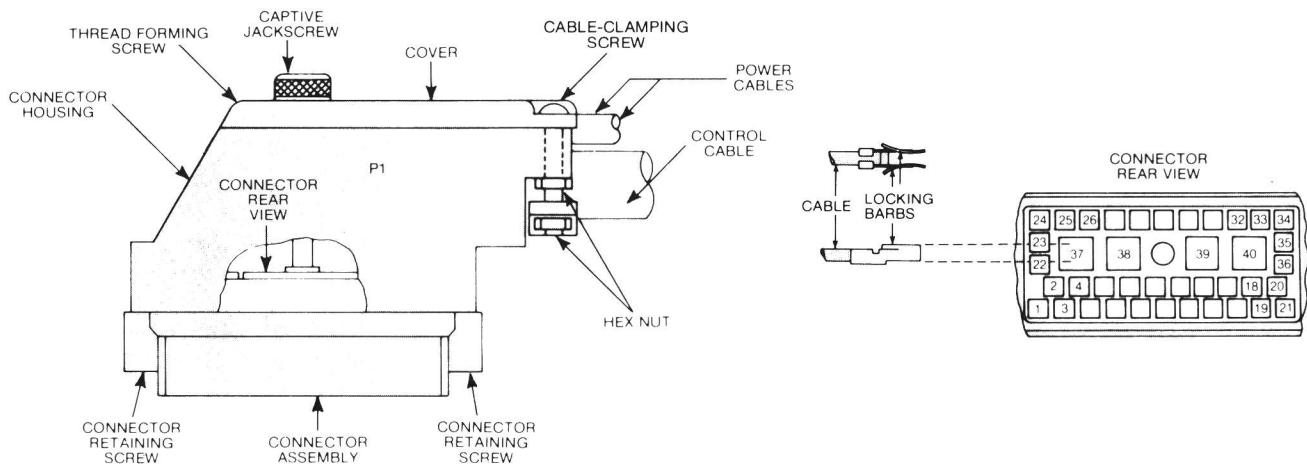 CAPTIVE
JACKSCREW
THREAD FORMING
SCREW
COVER
CABLE-CLAMPING
SCREW
POWER
CABLES
CONNECTOR
HOUSING
CONTROL
CABLE
P1
CONNECTOR
REAR
VIEW
HEX NUT
CONNECTOR
RETAINING
SCREW
CONNECTOR
ASSEMBLY
CONNECTOR
RETAINING
SCREW
CABLE
LOCKING
BARBS
CONNECTOR
REAR VIEW
24 25 26 32 33 34
23 35
37 38 39 40
22 36
2 4 18 20
1 3 19 21